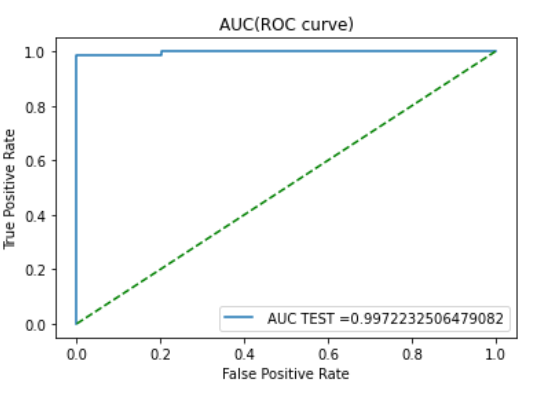 AUC(ROC curve)
True Positive Rate
1.0
0.8
0.6
0.4
0.2
0.0
AUC TEST =0.9972232506479082
0.0 0.2 0.4 0.6 0.8 1.0
False Positive Rate